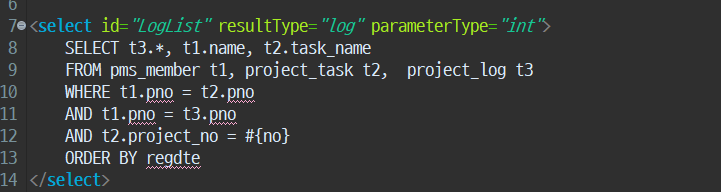 6
7 <select id="LogList" resultType="log" parameterType="int">
8 SELECT t3.*, t1.name, t2.task_name
9 FROM pms_member t1, project_task t2,  project_log t3
10 WHERE t1.pno = t2.pno
11 AND t1.pno = t3.pno
12 AND t2.project_no = #{no}
13 ORDER BY regdte
14 </select>